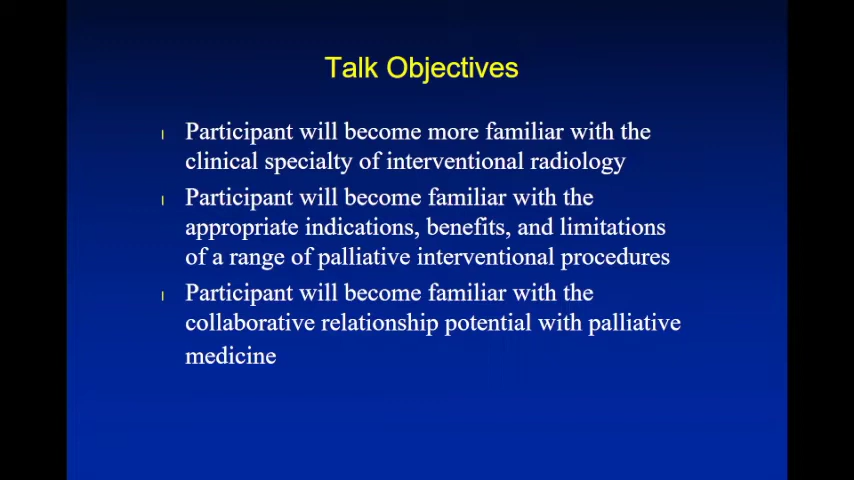 Talk Objectives
Participant will become more familiar with the
clinical specialty of interventional radiology
Participant will become familiar with the
appropriate indications, benefits, and limitations
of a range of palliative interventional procedures
Participant will become familiar with the
collaborative relationship potential with palliative
medicine